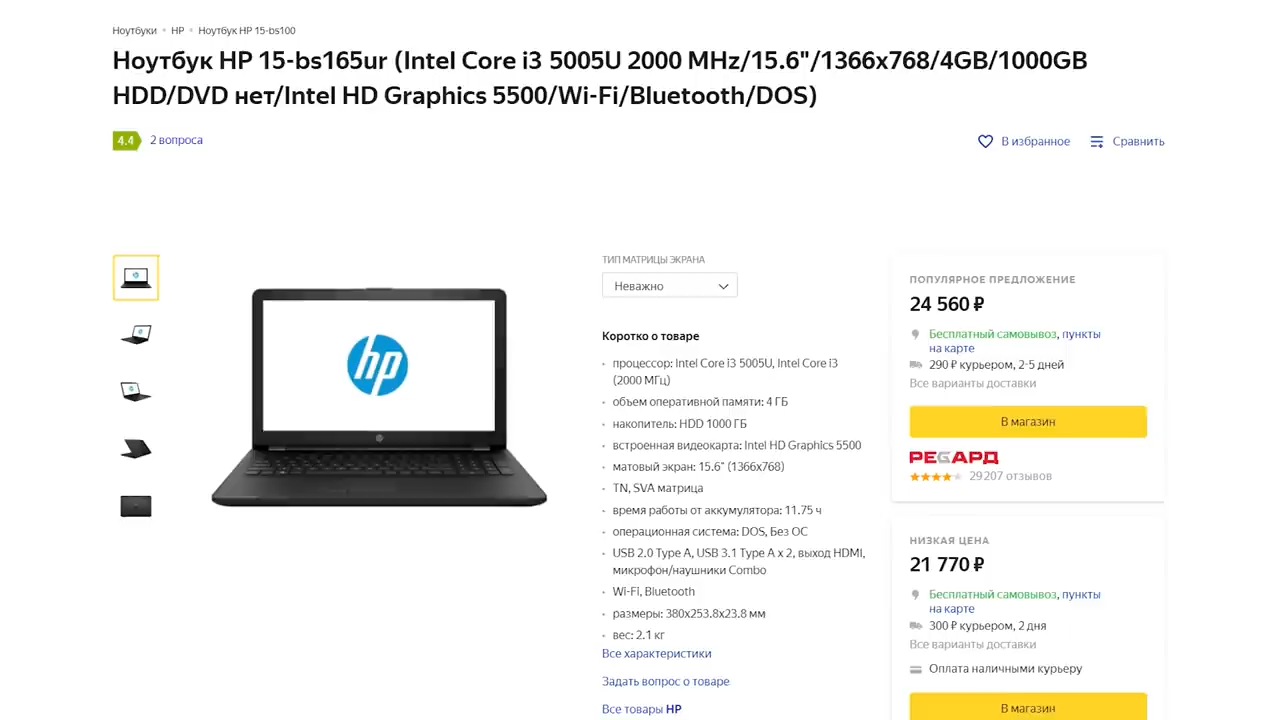 Ноутбуки • HP • Ноутбук HP 15-bs100
Ноутбук HP 15-bs165ur (Intel Core i3 5005U 2000 MHz/15.6"/1366x768/4GB/1000GB
HDD/DVD нет/Intel HD Graphics 5500/Wi-Fi/Bluetooth/DOS)
4.4 2 вопроса
В избранное
Сравнить
hp
ТИП МАТРИЦЫ ЭКРАНА
Неважно
Коротко о товаре
• процессор: Intel Core i3 5005U, Intel Core i3
(2000 МГц)
• объем оперативной памяти: 4 ГБ
• накопитель: HDD 1000 ГБ
• встроенная видеокарта: Intel HD Graphics 5500
• матовый экран: 15.6" (1366x768)
• TN, SVA матрица
• время работы от аккумулятора: 11.75 ч
• операционная система: DOS, Без ОС
• USB 2.0 Type A, USB 3.1 Type A x 2, выход HDMI,
микрофон/наушники Combo
• Wi-Fi, Bluetooth
• размеры: 380x253.8x23.8 мм
• вес: 2.1 кг
Все характеристики
Задать вопрос о товаре
Все товары HP
ПОПУЛЯРНОЕ ПРЕДЛОЖЕНИЕ
24 560 ₽
Бесплатный самовывоз, пункты
на карте
290 ₽ курьером, 2-5 дней
Все варианты доставки
В магазин
РЕГАРД
29 207 отзывов
НИЗКАЯ ЦЕНА
21 770 ₽
Бесплатный самовывоз, пункты
на карте
300 ₽ курьером, 2 дня
Все варианты доставки
Оплата наличными курьеру
В магазин